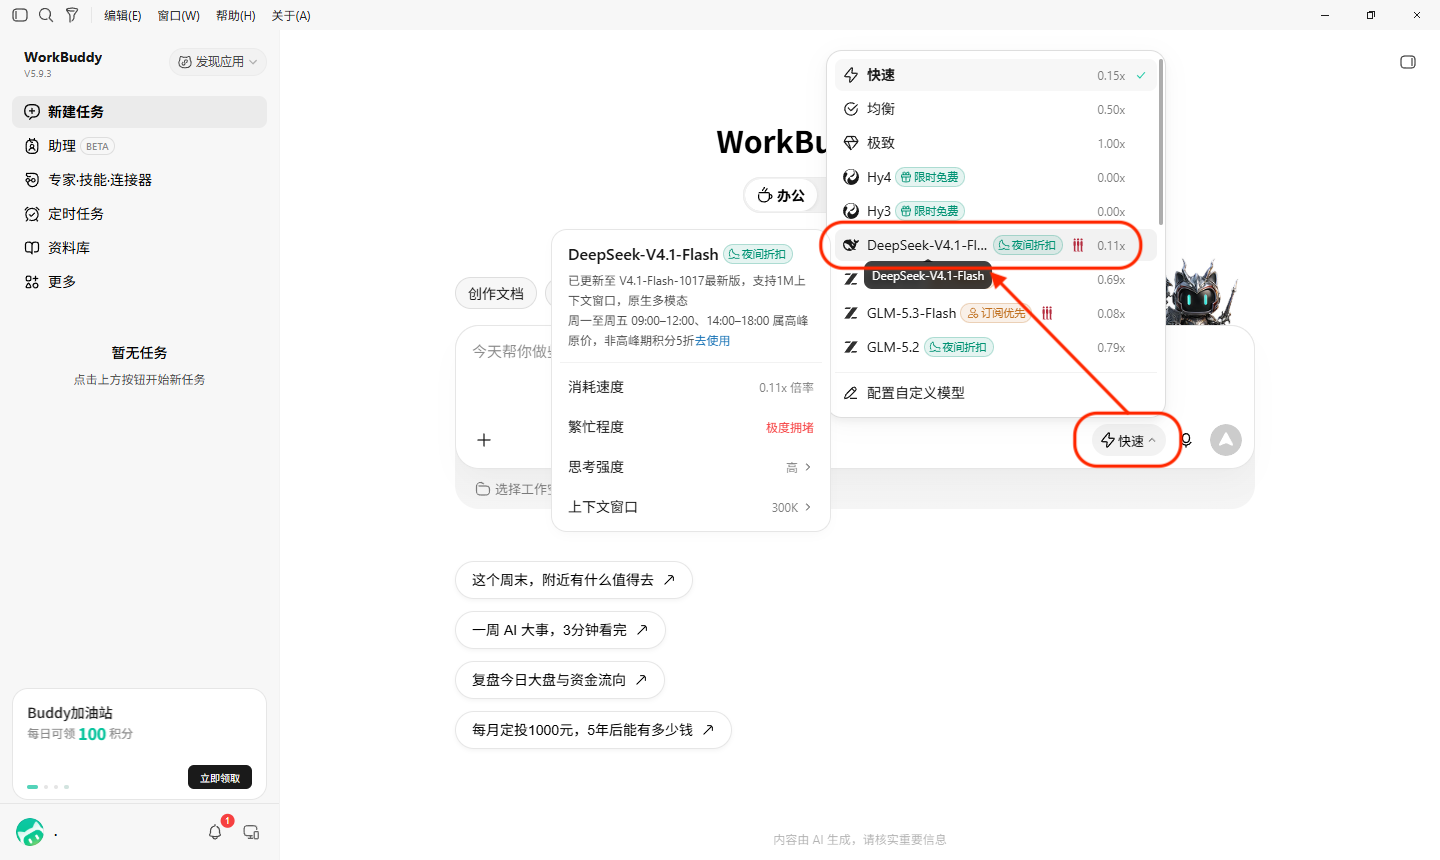 编辑(E) 窗口(W) 帮助(H) 关于(A)
WorkBuddy
V5.9.3
发现应用
新建任务
助理 BETA
专家·技能·连接器
定时任务
资料库
更多
暂无任务
点击上方按钮开始新任务
Buddy加油站
每日可领 100 积分
立即领取
.
1
WorkBu
办公
创作文档
今天帮你做些
选择工作空
快速 0.15x
均衡 0.50x
极致 1.00x
Hy4 限时免费 0.00x
Hy3 限时免费 0.00x
DeepSeek-V4.1-Fl... 夜间折扣 0.11x
DeepSeek-V4.1-Flash
0.69x
GLM-5.3-Flash 订阅优先 0.08x
GLM-5.2 夜间折扣 0.79x
配置自定义模型
快速
DeepSeek-V4.1-Flash 夜间折扣
已更新至 V4.1-Flash-1017最新版，支持1M上
下文窗口，原生多模态
周一至周五 09:00–12:00、14:00–18:00 属高峰
原价，非高峰期积分5折去使用
消耗速度 0.11x 倍率
繁忙程度 极度拥堵
思考强度 高
上下文窗口 300K
这个周末，附近有什么值得去
一周 AI 大事，3分钟看完
复盘今日大盘与资金流向
每月定投1000元，5年后能有多少钱
内容由 AI 生成，请核实重要信息